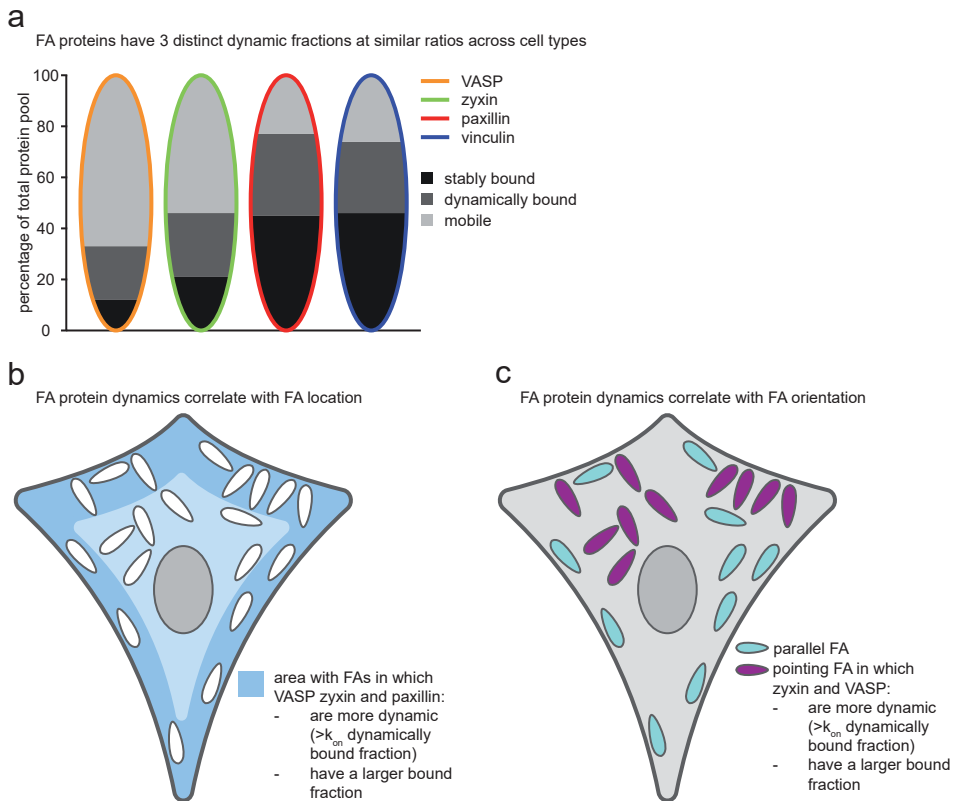 a
FA proteins have 3 distinct dynamic fractions at similar ratios across cell types
percentage of total protein pool
100
80
60
40
20
0
VASP
zyxin
paxillin
vinculin
stably bound
dynamically bound
mobile
b
FA protein dynamics correlate with FA location
area with FAs in which
VASP zyxin and paxillin:
- are more dynamic
(>kon dynamically
bound fraction)
- have a larger bound
fraction
c
FA protein dynamics correlate with FA orientation
parallel FA
pointing FA in which
zyxin and VASP:
- are more dynamic
(>kon dynamically
bound fraction)
- have a larger bound
fraction